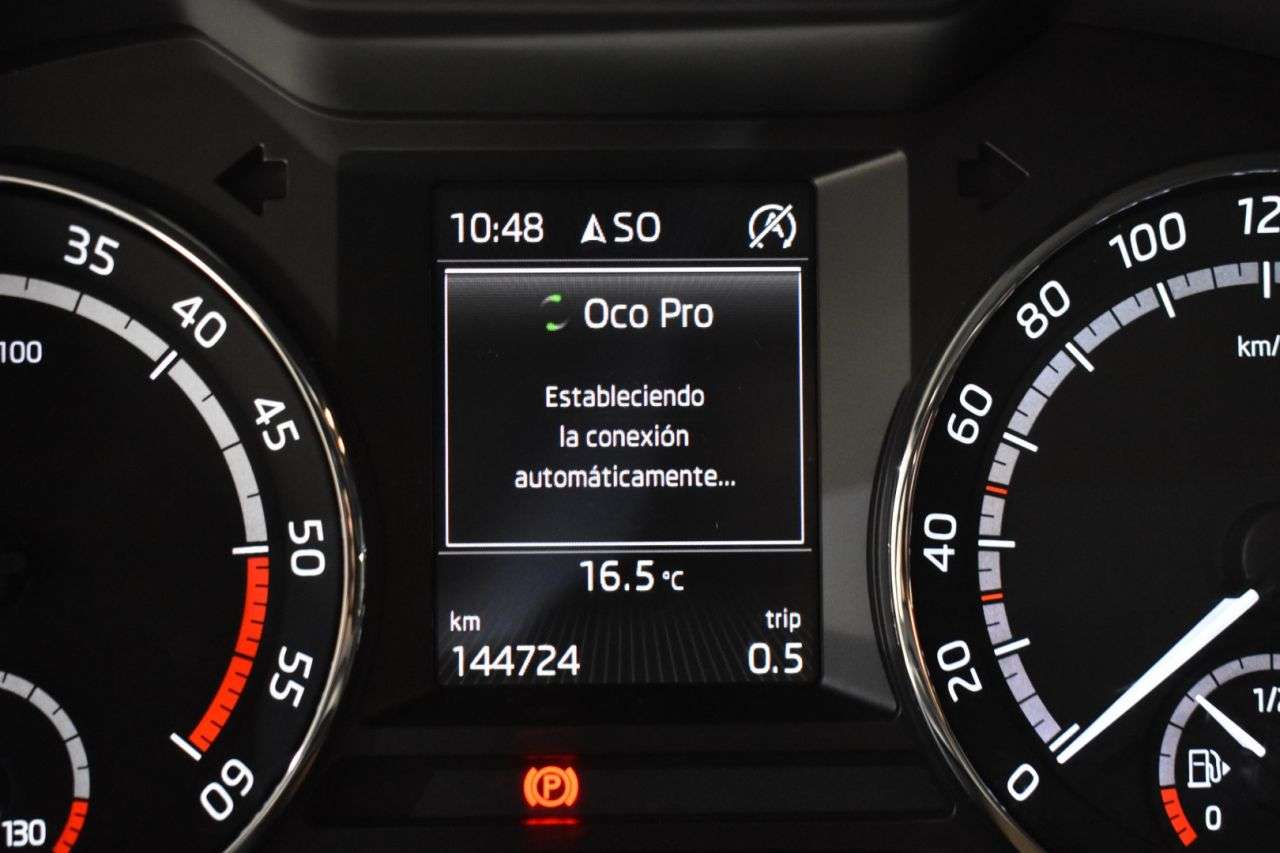 10:48 SO
Oco Pro
Estableciendo
la conexión
automáticamente...
16.5 °C
km
144724
trip
0.5
P
35
40
45
50
55
60
100
130
0
20
40
60
80
100
12
km/
1/2
0